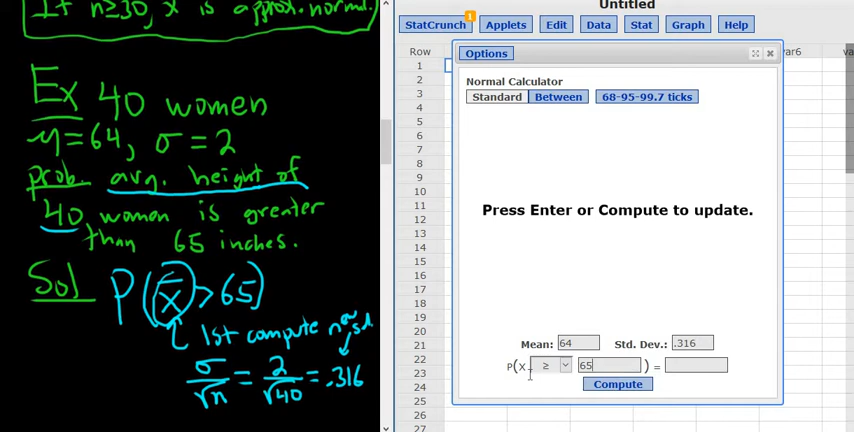 If n≥30, x is approx. normal.
Ex 40 women
μ=64, σ=2
prob. avg. height of
40 women is greater
than 65 inches.
Sol P(x̄>65)
1st compute new s.d.
σ/√n = 2/√40 = .316
Untitled
StatCrunch 1 Applets Edit Data Stat Graph Help
Row var6 va
1
2
3
4
5
6
7
8
9
10
11
12
13
14
15
16
17
18
19
20
21
22
23
24
25
26
27
Options
Normal Calculator
Standard Between 68-95-99.7 ticks
Press Enter or Compute to update.
Mean: 64 Std. Dev.: .316
P(X ≥ 65 ) =
Compute